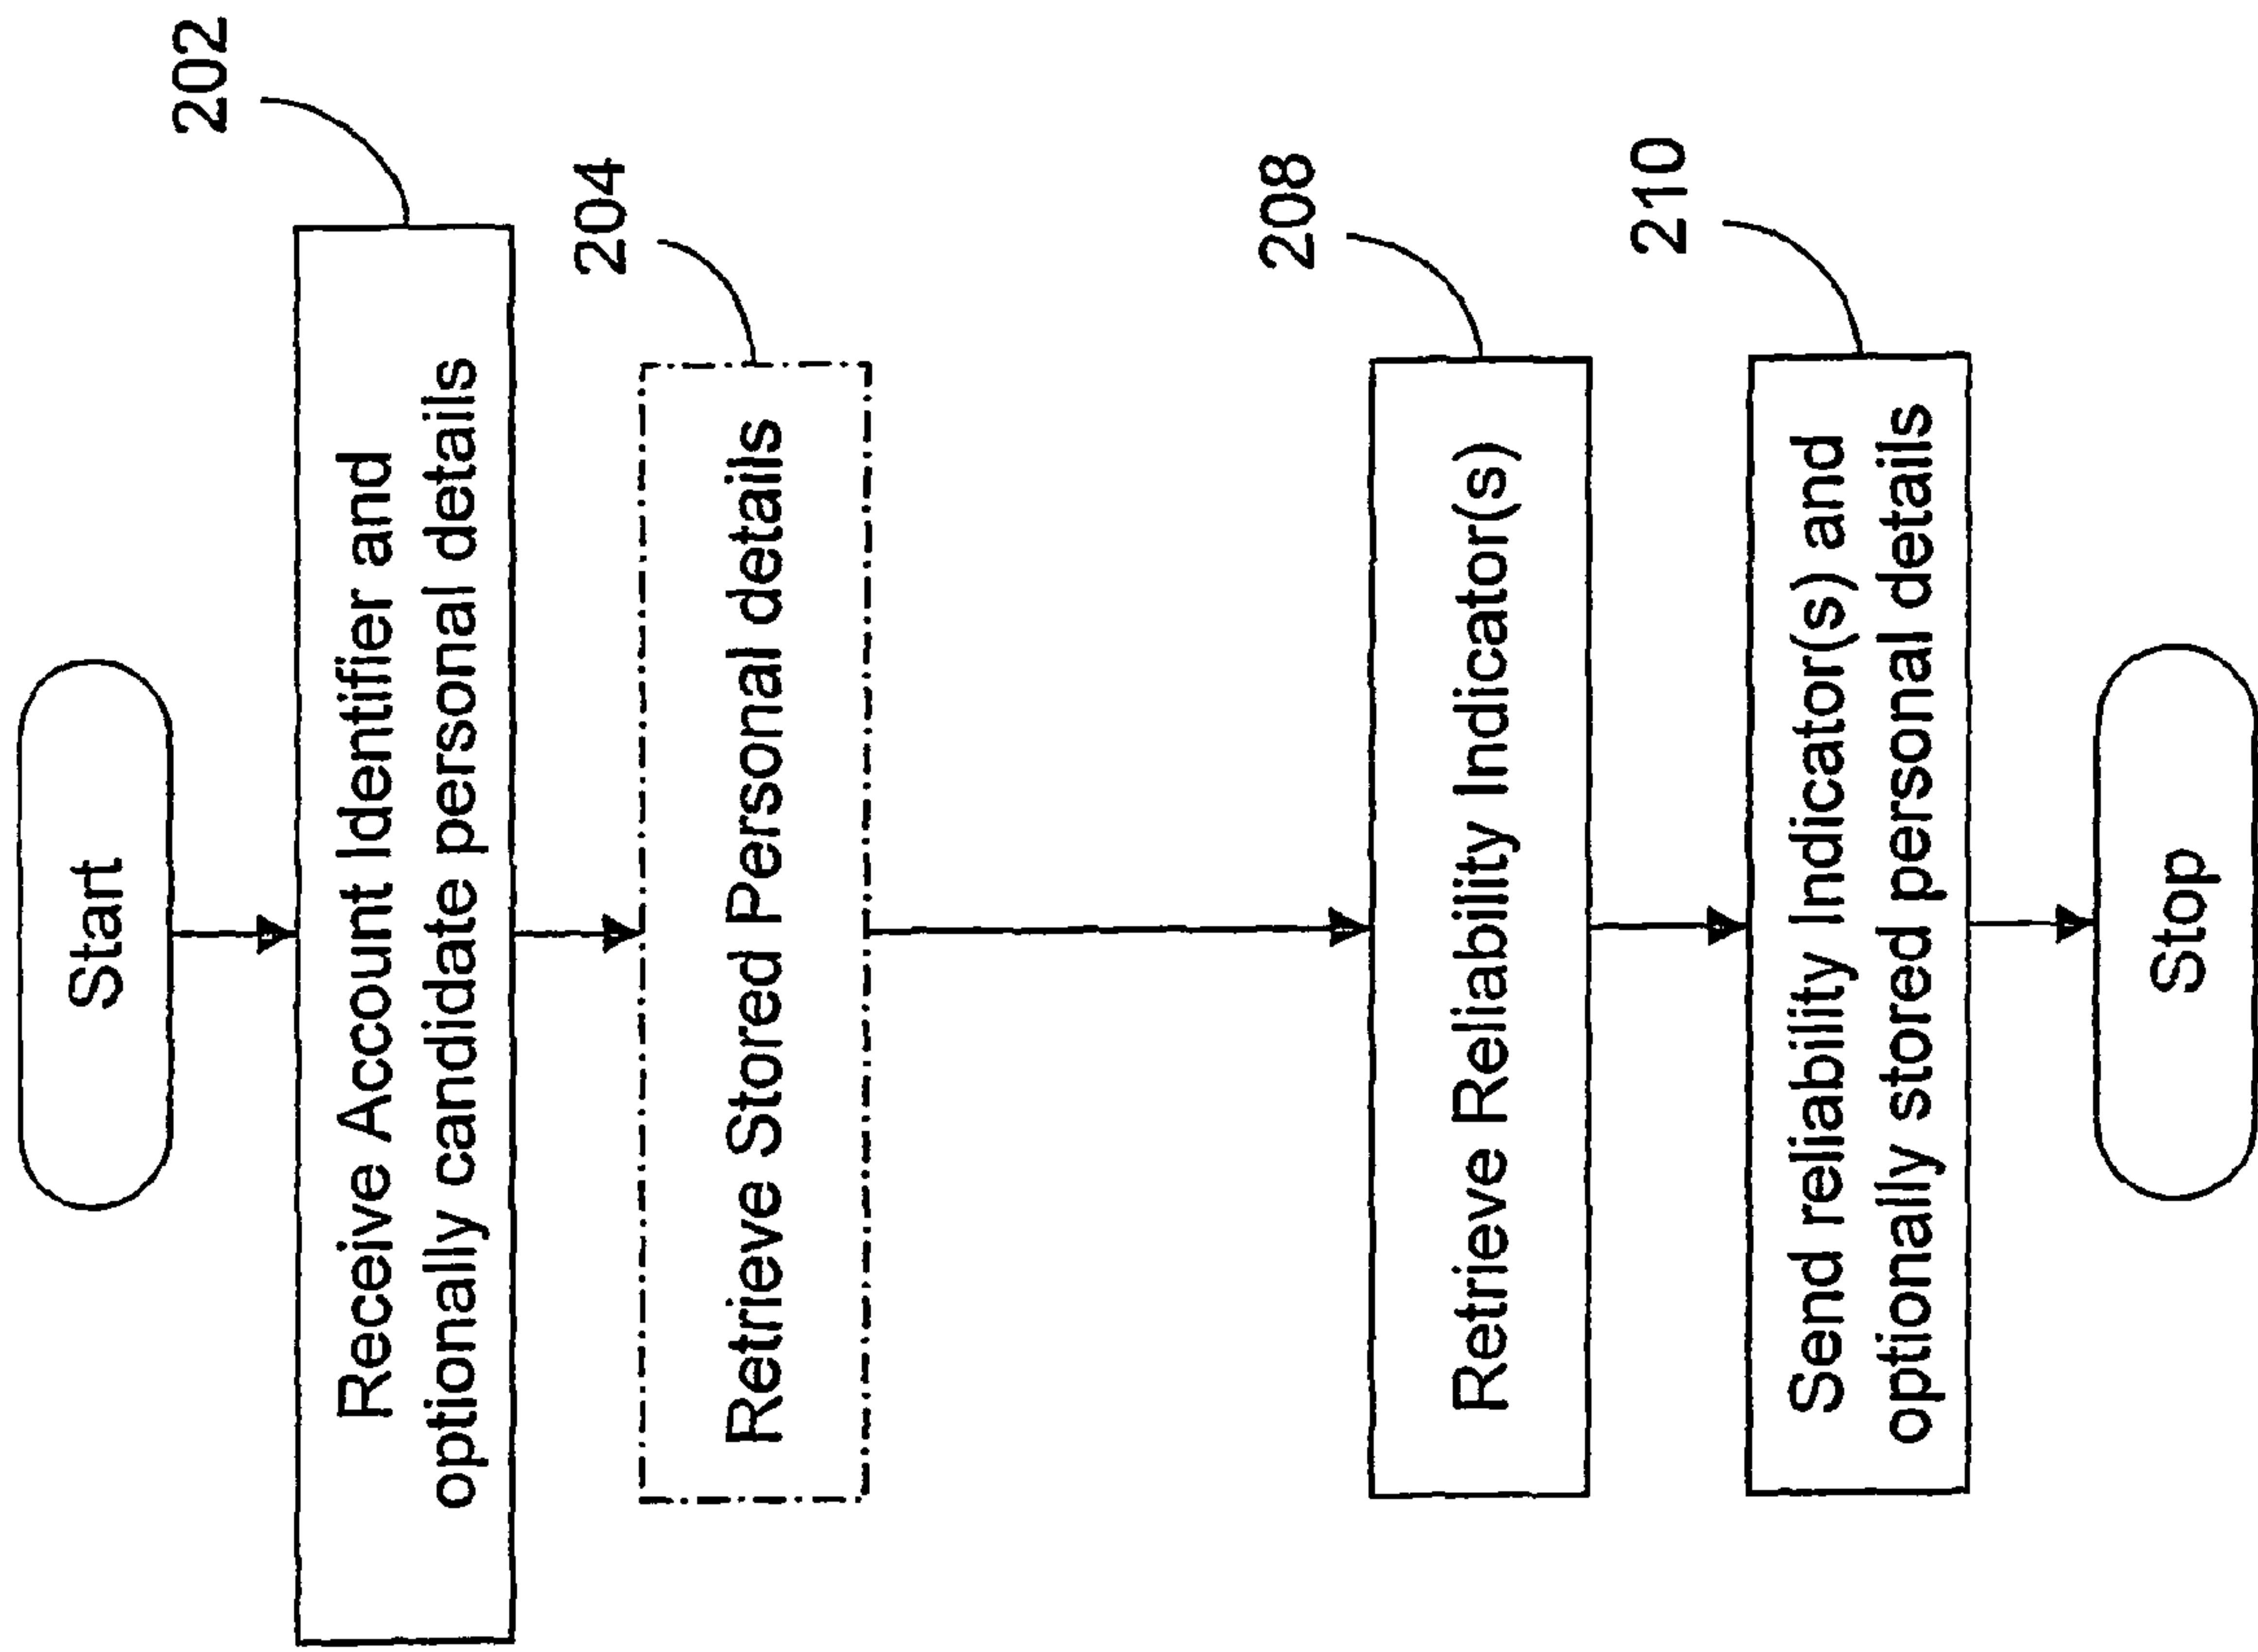 Start
202
Receive Account Identifier and
optionally candidate personal details
204
Retrieve Stored Personal details
208
Retrieve Reliability Indicator(s)
210
Send reliability Indicator(s) and
optionally stored personal details
Stop